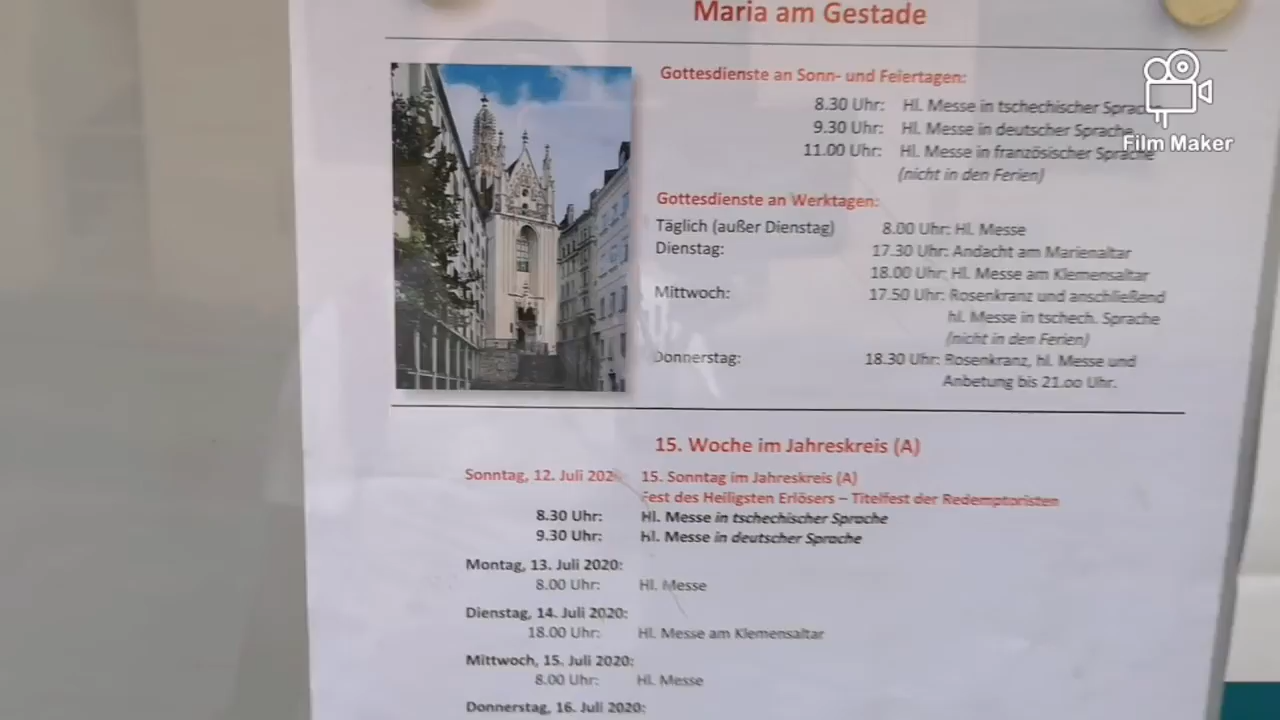 Maria am Gestade
Film Maker
Gottesdienste an Sonn- und Feiertagen:
8.30 Uhr: Hl. Messe in tschechischer Sprache
9.30 Uhr: Hl. Messe in deutscher Sprache
11.00 Uhr: Hl. Messe in französischer Sprache
(nicht in den Ferien)
Gottesdienste an Werktagen:
Täglich (außer Dienstag) 8.00 Uhr: Hl. Messe
Dienstag: 17.30 Uhr: Andacht am Marienaltar
18.00 Uhr: Hl. Messe am Klemensaltar
Mittwoch: 17.50 Uhr: Rosenkranz und anschließend
hl. Messe in tschech. Sprache
(nicht in den Ferien)
Donnerstag: 18.30 Uhr: Rosenkranz, hl. Messe und
Anbetung bis 21.oo Uhr.
15. Woche im Jahreskreis (A)
Sonntag, 12. Juli 202 15. Sonntag im Jahreskreis (A)
Fest des Heiligsten Erlösers – Titelfest der Redemptoristen
8.30 Uhr: Hl. Messe in tschechischer Sprache
9.30 Uhr: Hl. Messe in deutscher Sprache
Montag, 13. Juli 2020:
8.00 Uhr: Hl. Messe
Dienstag, 14. Juli 2020:
18.00 Uhr: Hl. Messe am Klemensaltar
Mittwoch, 15. Juli 2020:
8.00 Uhr: Hl. Messe
Donnerstag, 16. Juli 2020: